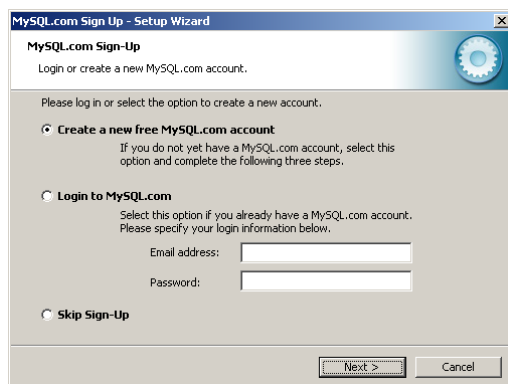 MySQL.com Sign Up - Setup Wizard
MySQL.com Sign-Up
Login or create a new MySQL.com account.
Please log in or select the option to create a new account.
Create a new free MySQL.com account
If you do not yet have a MySQL.com account, select this
option and complete the following three steps.
Login to MySQL.com
Select this option if you already have a MySQL.com account.
Please specify your login information below.
Email address:
Password:
Skip Sign-Up
Next >
Cancel